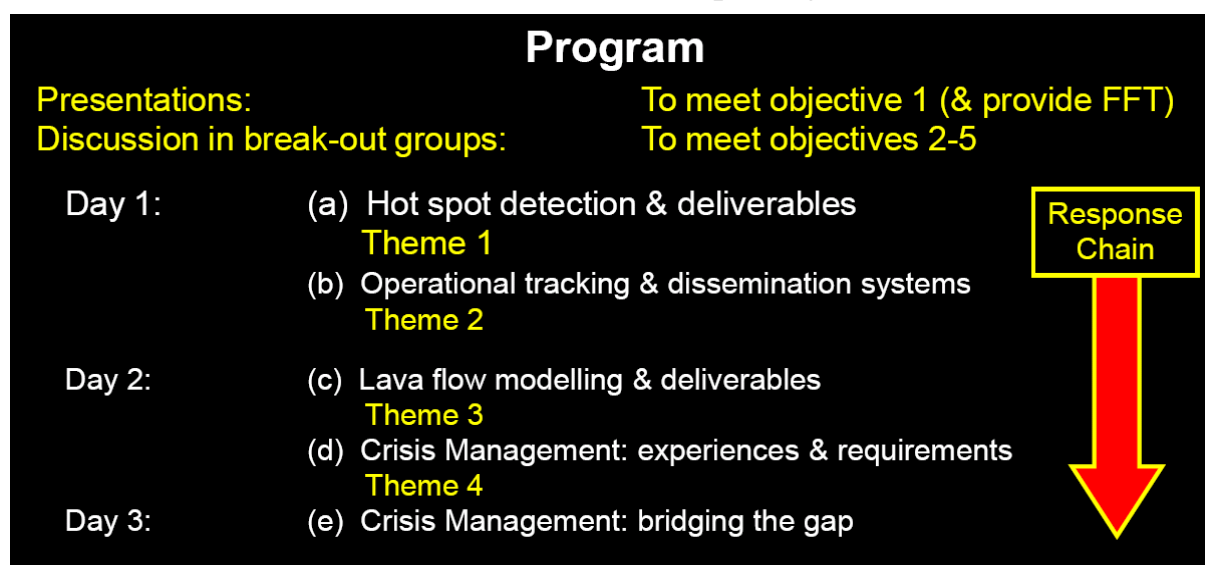 Program
Presentations: To meet objective 1 (& provide FFT)
Discussion in break-out groups: To meet objectives 2-5
Day 1: (a) Hot spot detection & deliverables
Theme 1
(b) Operational tracking & dissemination systems
Theme 2
Day 2: (c) Lava flow modelling & deliverables
Theme 3
(d) Crisis Management: experiences & requirements
Theme 4
Day 3: (e) Crisis Management: bridging the gap
Response
Chain